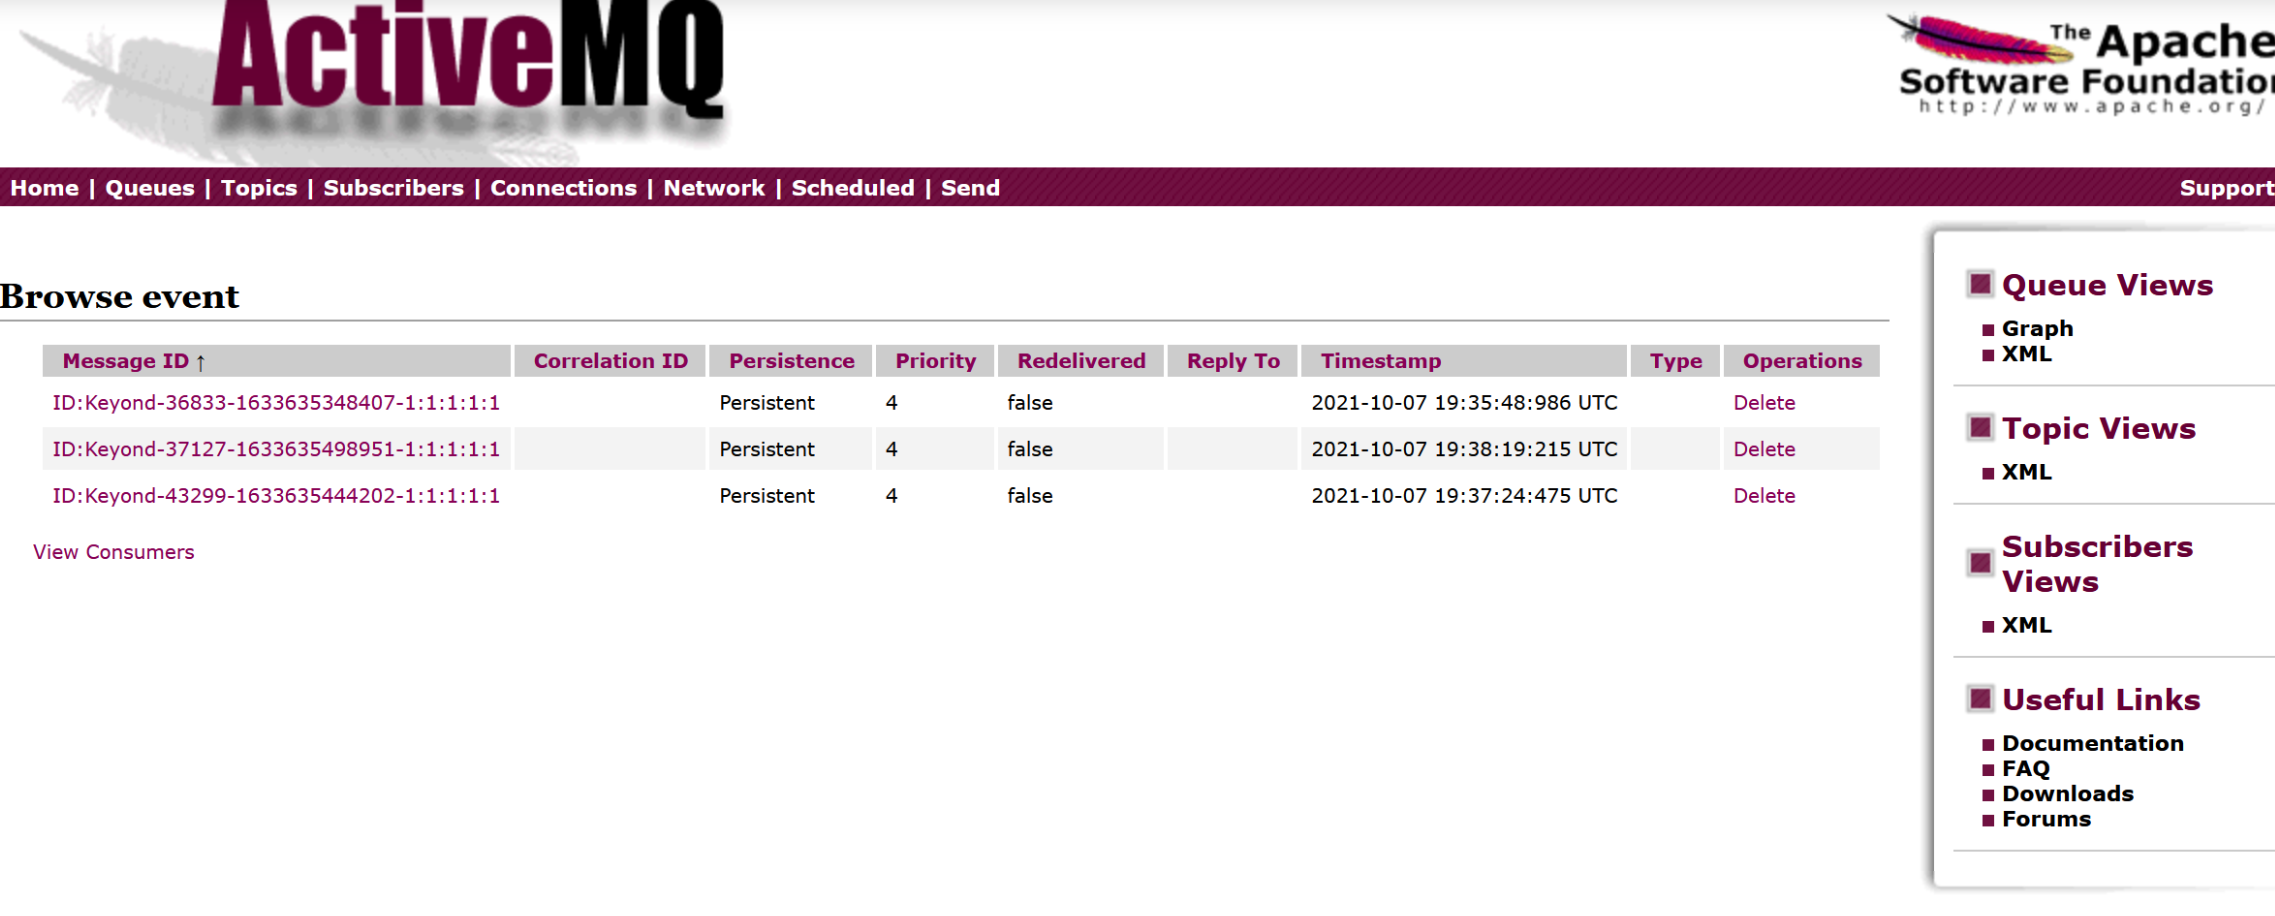 ActiveMQ
The Apache
Software Foundation
http://www.apache.org/
Home | Queues | Topics | Subscribers | Connections | Network | Scheduled | Send
Support
Browse event
Message ID ↑ Correlation ID Persistence Priority Redelivered Reply To Timestamp Type Operations
ID:Keyond-36833-1633635348407-1:1:1:1:1 Persistent 4 false 2021-10-07 19:35:48:986 UTC Delete
ID:Keyond-37127-1633635498951-1:1:1:1:1 Persistent 4 false 2021-10-07 19:38:19:215 UTC Delete
ID:Keyond-43299-1633635444202-1:1:1:1:1 Persistent 4 false 2021-10-07 19:37:24:475 UTC Delete
View Consumers
Queue Views
Graph
XML
Topic Views
XML
Subscribers
Views
XML
Useful Links
Documentation
FAQ
Downloads
Forums